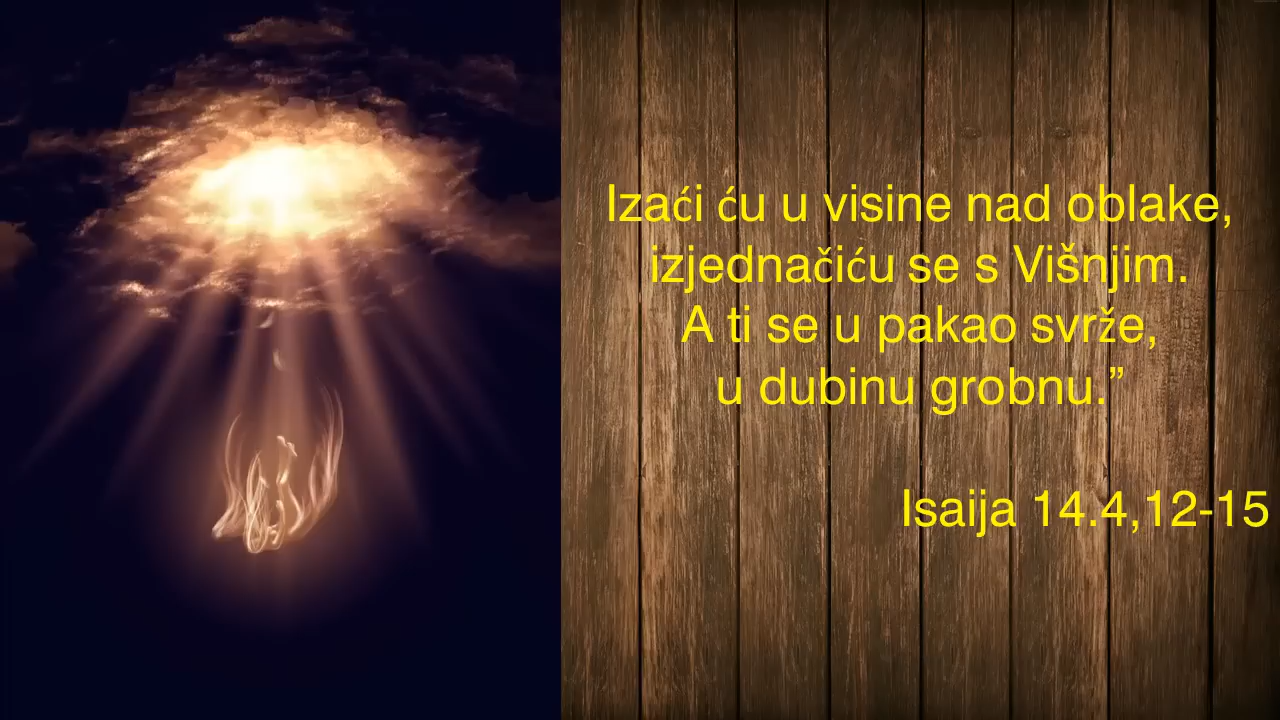 Izaći ću u visine nad oblake,
izjednačiću se s Višnjim.
A ti se u pakao svrže,
u dubinu grobnu.”
Isaija 14.4,12-15